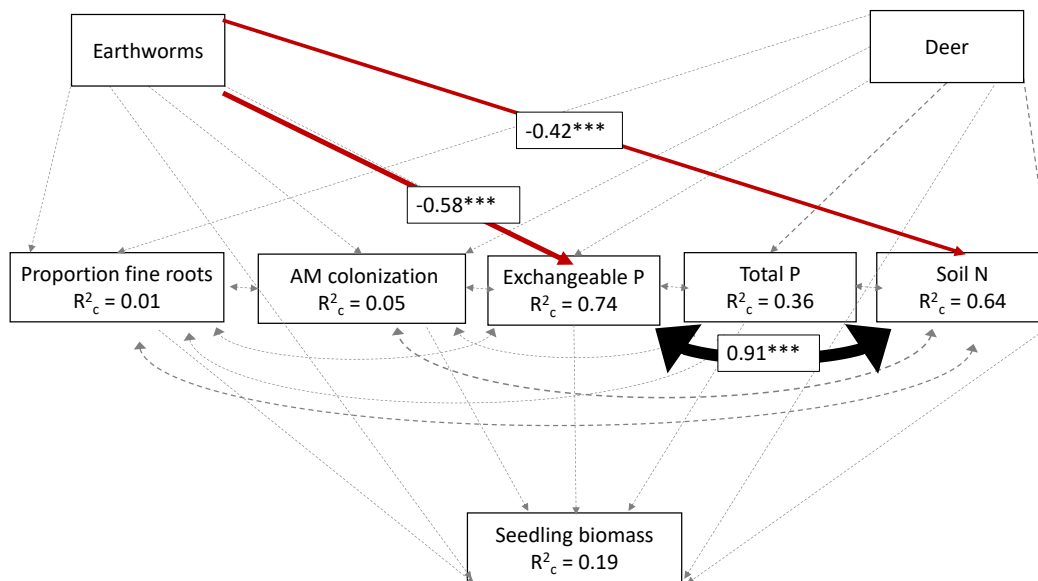 Earthworms
Deer
-0.42***
-0.58***
Proportion fine roots
R²c = 0.01
AM colonization
R²c = 0.05
Exchangeable P
R²c = 0.74
Total P
R²c = 0.36
Soil N
R²c = 0.64
0.91***
Seedling biomass
R²c = 0.19